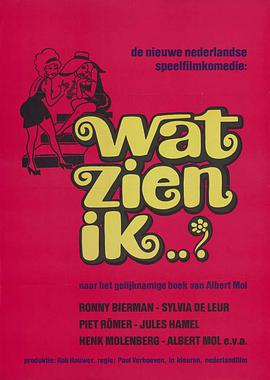 de nieuwe nederlandse
speelfilmkomedie:
wat
zien
ik..?
naar het gelijknamige boek van Albert Mol
RONNY BIERMAN - SYLVIA DE LEUR
PIET RÖMER - JULES HAMEL
HENK MOLENBERG - ALBERT MOL e.v.a.
produktie: Rob Houwer, regie: Paul Verhoeven, in kleuren, nederlandfilm